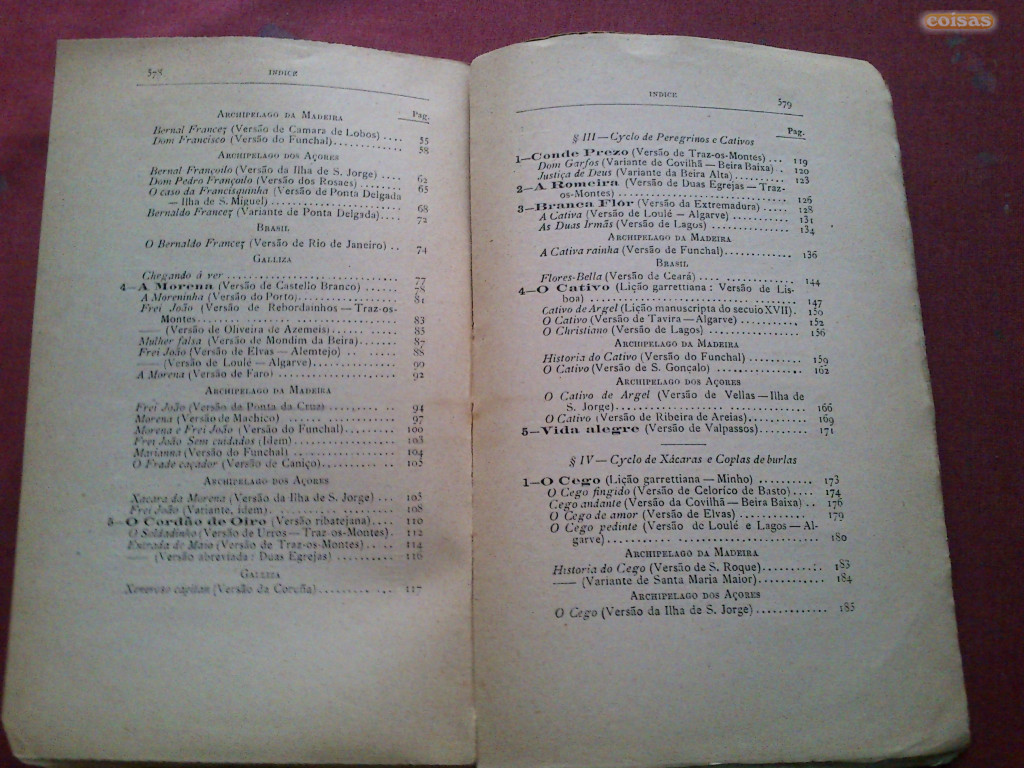 coisas
578 INDICE
Archipelago da Madeira
Pag.
Bernal Francez (Versão de Camara de Lobos) .... 55
Dom Francisco (Versão do Funchal)............ 58
Archipelago dos Açores
Bernal Françoilo (Versão da Ilha de S. Jorge) .... 62
Dom Pedro Françoilo (Versão dos Rosaes) ........ 65
O caso da Francisquinha (Versão de Ponta Delgada
— Ilha de S. Miguel)........................ 68
Bernaldo Francez (Variante de Ponta Delgada).... 72
Brasil
O Bernaldo Francez (Versão de Rio de Janeiro) .. 74
Galliza
Chegando á ver ............................ 77
4—A Morena (Versão de Castello Branco) ...... 78
A Moreninha (Versão do Porto).................. 81
Frei João (Versão de Rebordainhos — Traz-os-
Montes.................................... 83
—— (Versão de Oliveira de Azemeis)............ 85
Mulher falsa (Versão de Mondim da Beira)........ 87
Frei João (Versão de Elvas — Alemtejo) .. ........ 88
—— (Versão de Loulé — Algarve)............... 90
A Morena (Versão de Faro) .................... 92
Archipelago da Madeira
Frei João (Versão da Ponta da Cruz)............ 94
Morena (Versão de Machico).................... 97
Morena e Frei João (Versão do Funchal).......... 100
Frei João Sem cuidados (Idem).................. 103
Marianna (Versão do Funchal) .................. 104
O Frade caçador (Versão de Caniço).............. 105
Archipelago dos Açores
Xacara da Morena (Versão da Ilha de S. Jorge) ... 105
Frei João (Variante, idem)...................... 108
5—O Cordão de Oiro (Versão ribatejana).... 110
O Soldadinho (Versão de Urros — Traz-os-Montes). 112
Entrada de Maio (Versão de Traz-os-Montes)...... 114
(Versão abreviada: Duas Egrejas) ........ 116
Galliza
Xeneroso capitan (Versão da Coruña)............ 117
INDICE 579
Pag.
§ III — Cyclo de Peregrinos e Cativos
1—Conde Prezo (Versão de Traz-os-Montes) ... 119
Dom Garfos (Variante de Covilhã — Beira Baixa) . 120
Justiça de Deus (Variante da Beira Alta).......... 123
2—A Romeira (Versão de Duas Egrejas — Traz-
os-Montes) ................................ 126
3—Branca Flôr (Versão da Extremadura) ...... 128
A Cativa (Versão de Loulé — Algarve) .......... 131
As Duas Irmãs (Versão de Lagos) .............. 134
Archipelago da Madeira
A Cativa rainha (Versão de Funchal)............ 136
Brasil
Flores-Bella (Versão de Ceará) .................. 144
4—O Cativo (Lição garrettiana: Versão de Lis-
boa) ...................................... 147
Cativo de Argel (Lição manuscripta do seculo XVII). 150
O Cativo (Versão de Tavira — Algarve) .......... 152
O Christiano (Versão de Lagos) ................ 156
Archipelago da Madeira
Historia do Cativo (Versão do Funchal) .......... 159
O Cativo (Versão de S. Gonçalo) .............. 162
Archipelago dos Açores
O Cativo de Argel (Versão de Vellas — Ilha de
S. Jorge).................................. 166
O Cativo (Versão de Ribeira de Areias).......... 169
5—Vida alegre (Versão de Valpassos).......... 171
§ IV — Cyclo de Xácaras e Coplas de burlas
1—O Cego (Lição garrettiana — Minho) ........ 173
O Cego fingido (Versão de Celorico de Basto).... 174
Cego andante (Versão da Covilhã — Beira Baixa) .. 176
O Cego de amor (Versão de Elvas) .............. 179
O Cego pedinte (Versão de Loulé e Lagos — Al-
garve).................................... 180
Archipelago da Madeira
Historia do Cego (Versão de S. Roque).......... 183
—— (Variante de Santa Maria Maior)............ 184
Archipelago dos Açores
O Cego (Versão da Ilha de S. Jorge) ............ 185